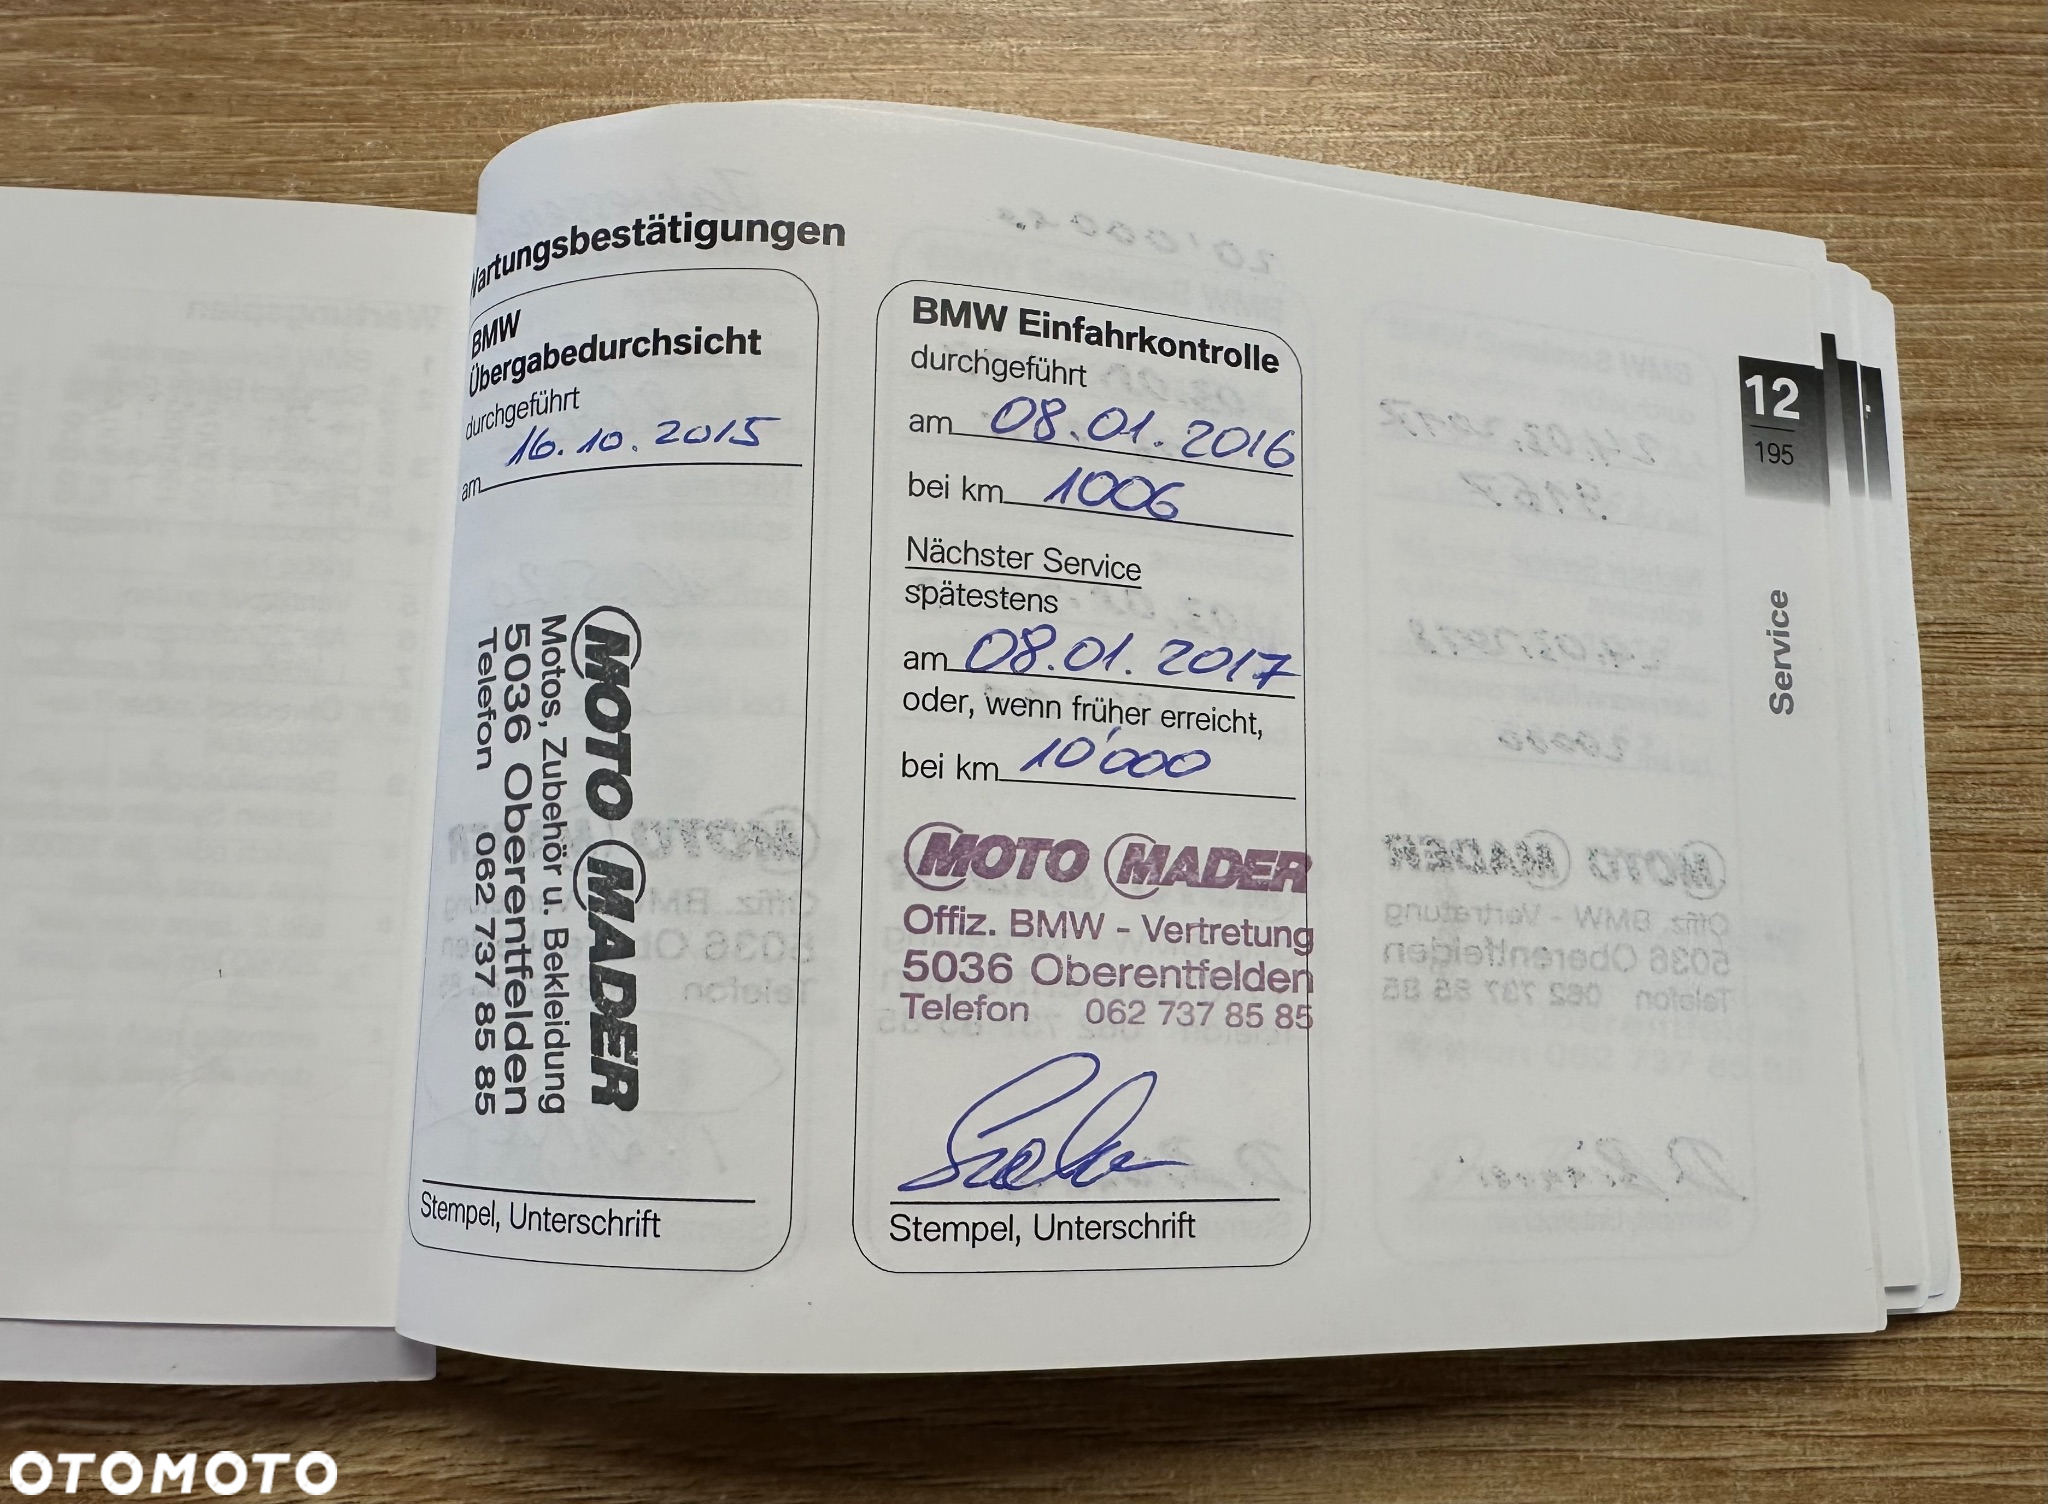 Wartungsbestätigungen
BMW
Übergabedurchsicht
durchgeführt
am 16.10.2015
MOTO MADER
Motos, Zubehör u. Bekleidung
5036 Oberentfelden
Telefon 062 737 85 85
Stempel, Unterschrift
BMW Einfahrkontrolle
durchgeführt
am 08.01.2016
bei km 1006
Nächster Service
spätestens
am 08.01.2017
oder, wenn früher erreicht,
bei km 10'000
MOTO MADER
Offiz. BMW - Vertretung
5036 Oberentfelden
Telefon 062 737 85 85
Stempel, Unterschrift
12
195
Service
OTOMOTO